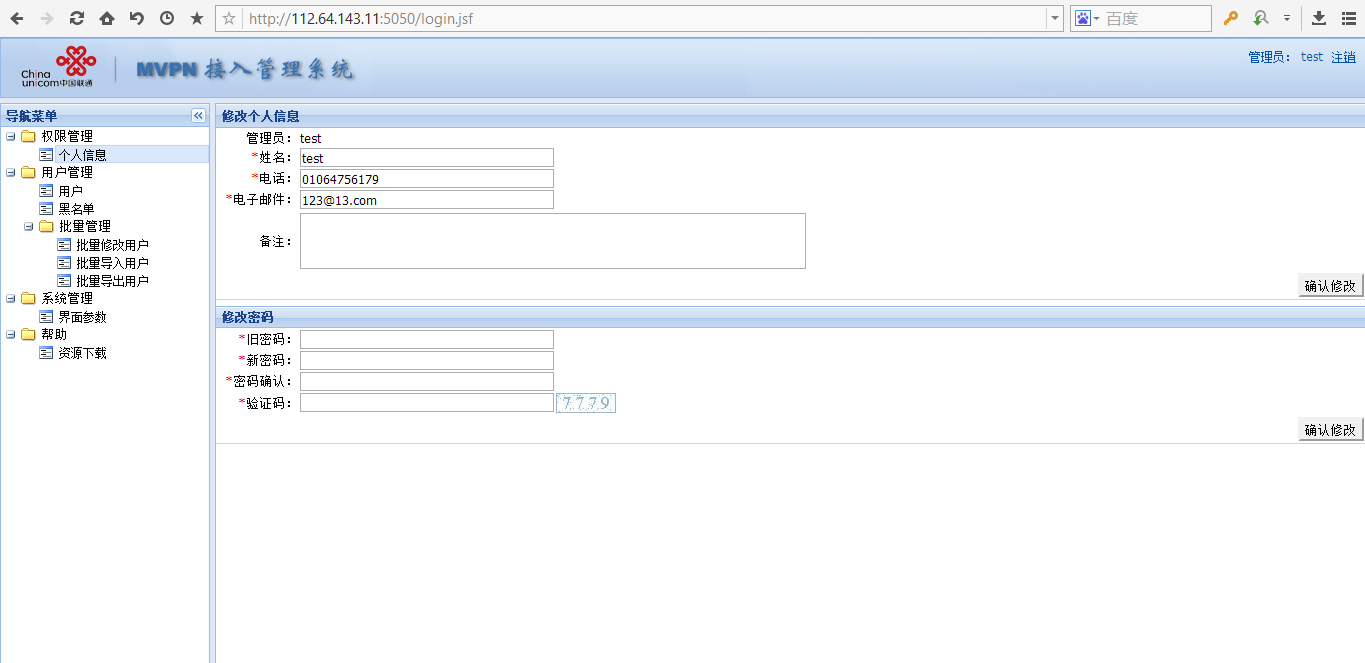 http://112.64.143.11:5050/login.jsf
百度
China unicom中国联通
MVPN 接入管理系统
管理员： test 注销
导航菜单
权限管理
个人信息
用户管理
用户
黑名单
批量管理
批量修改用户
批量导入用户
批量导出用户
系统管理
界面参数
帮助
资源下载
修改个人信息
管理员：test
*姓名：test
*电话：01064756179
*电子邮件：123@13.com
备注：
确认修改
修改密码
*旧密码：
*新密码：
*密码确认：
*验证码：7779
确认修改